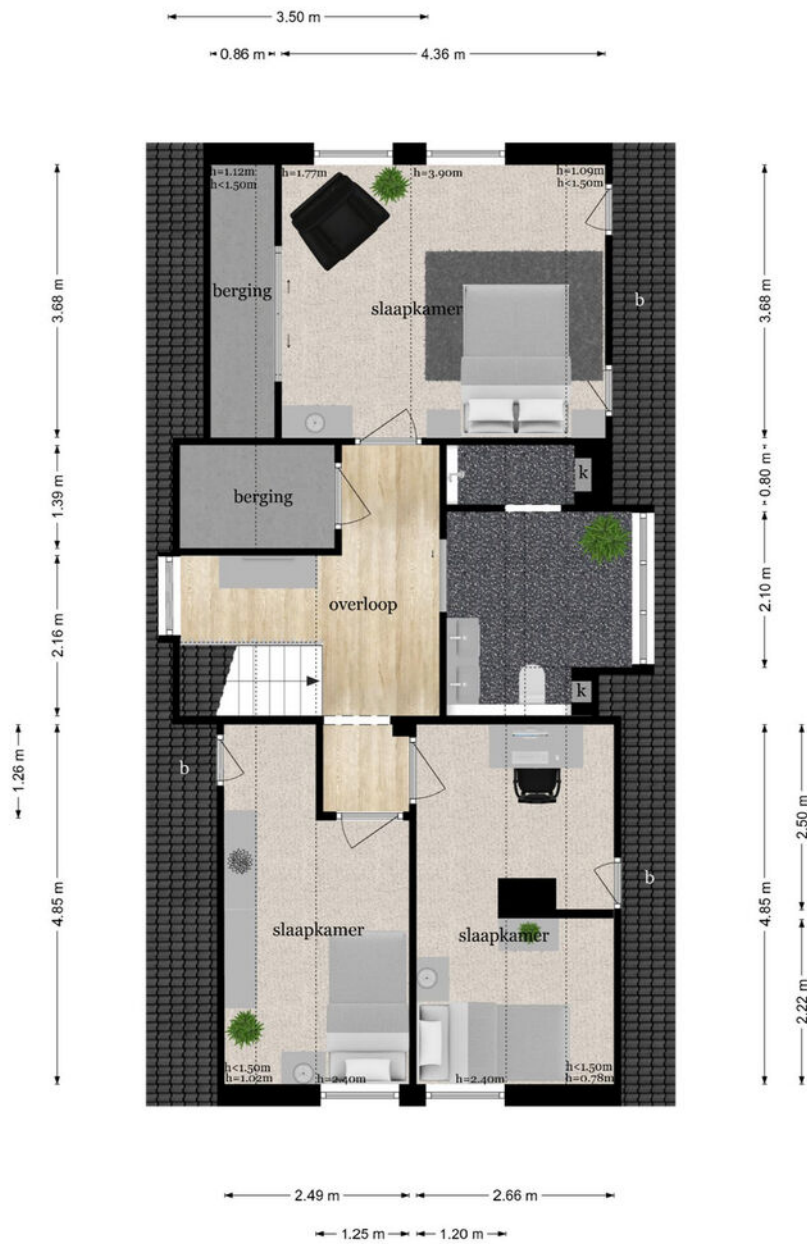 3.50 m
0.86 m
4.36 m
h=1.12m
h<1.50m
h=1.77m
h=3.90m
h=1.09m
h<1.50m
3.68 m
berging
slaapkamer
b
3.68 m
1.39 m
berging
k
0.80 m
2.16 m
overloop
2.10 m
k
1.26 m
b
4.85 m
slaapkamer
slaapkamer
b
4.85 m
2.50 m
2.22 m
h<1.50m
h=1.02m
h=2.40m
h=2.40m
h<1.50m
h=0.78m
2.49 m
2.66 m
1.25 m
1.20 m